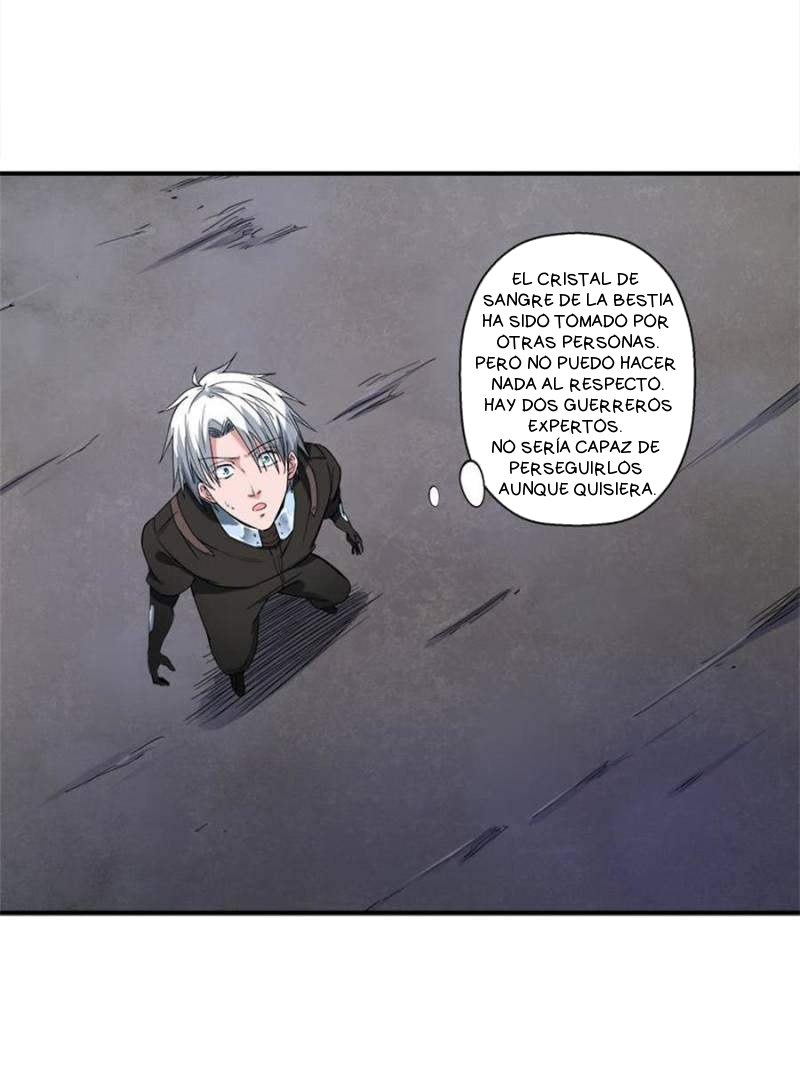 EL CRISTAL DE
SANGRE DE LA BESTIA
HA SIDO TOMADO POR
OTRAS PERSONAS.
PERO NO PUEDO HACER
NADA AL RESPECTO.
HAY DOS GUERREROS
EXPERTOS.
NO SERÍA CAPAZ DE
PERSEGUIRLOS
AUNQUE QUISIERA.